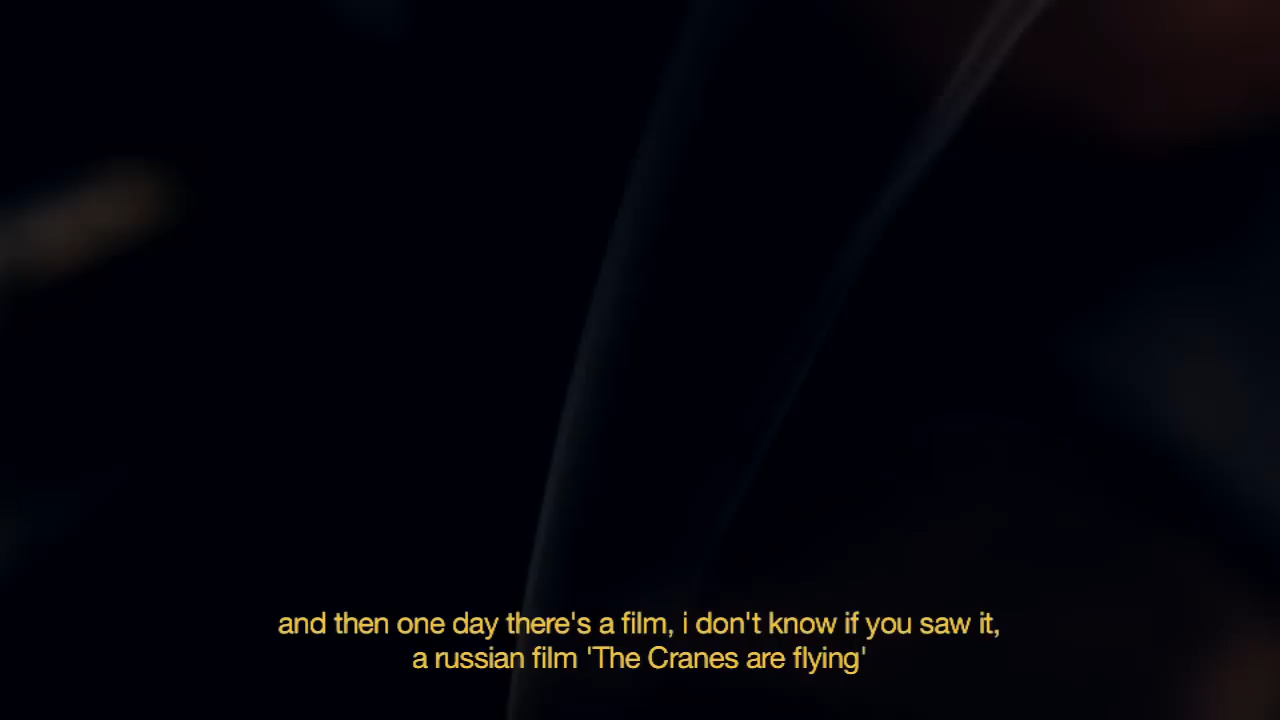 and then one day there's a film, i don't know if you saw it,
a russian film 'The Cranes are flying'